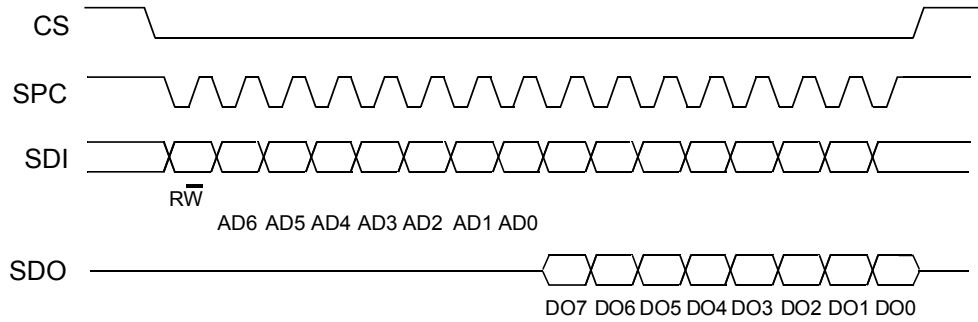 CS
SPC
SDI
RW̅
AD6 AD5 AD4 AD3 AD2 AD1 AD0
SDO
DO7 DO6 DO5 DO4 DO3 DO2 DO1 DO0